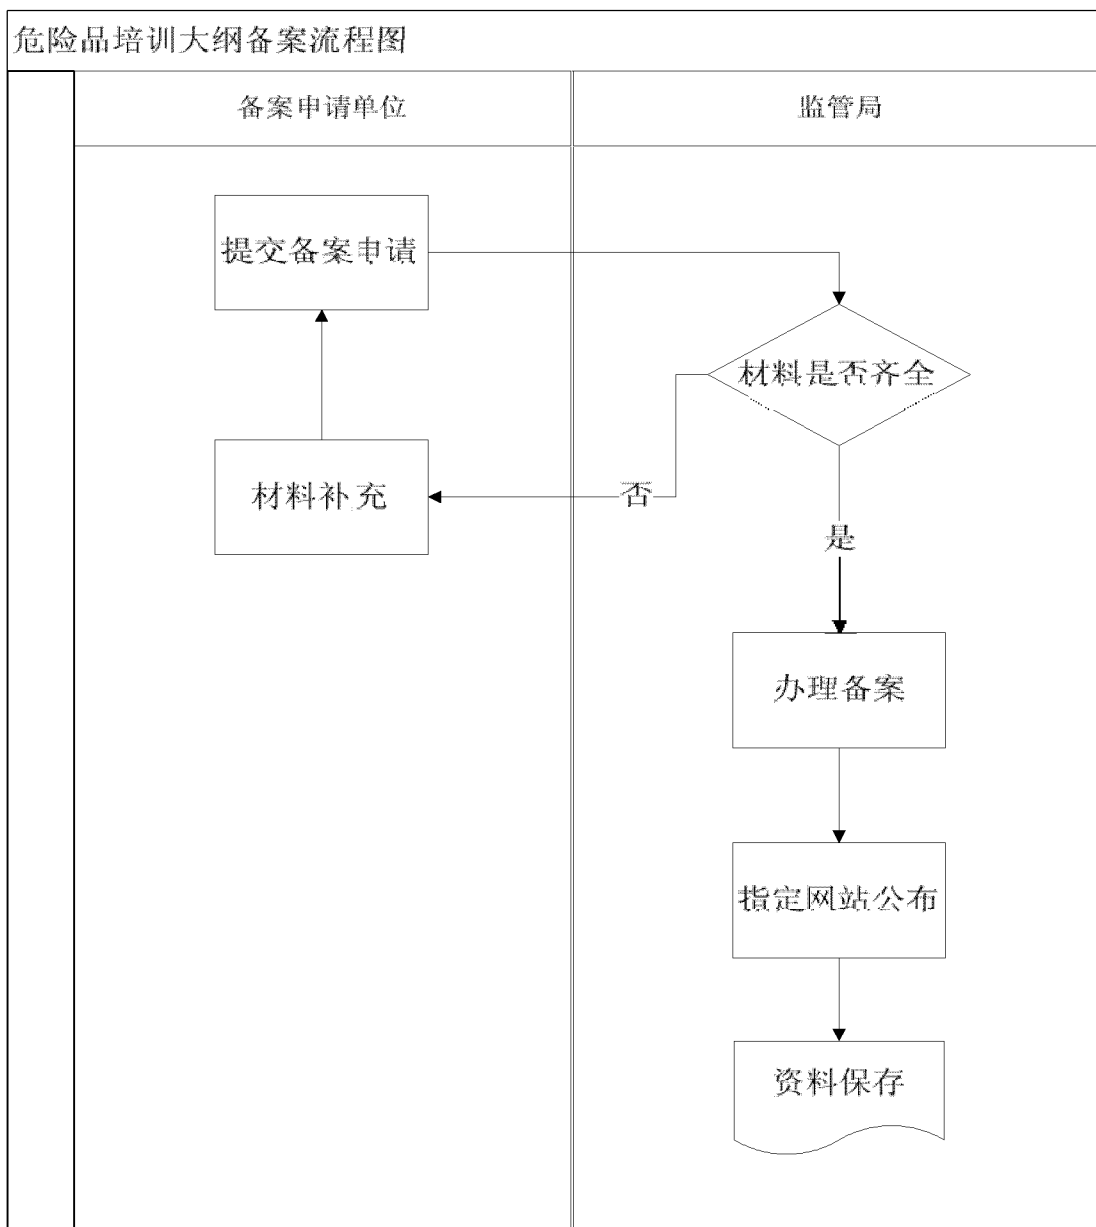 危险品培训大纲备案流程图
备案申请单位
监管局
提交备案申请
材料是否齐全
材料补充
否
是
办理备案
指定网站公布
资料保存